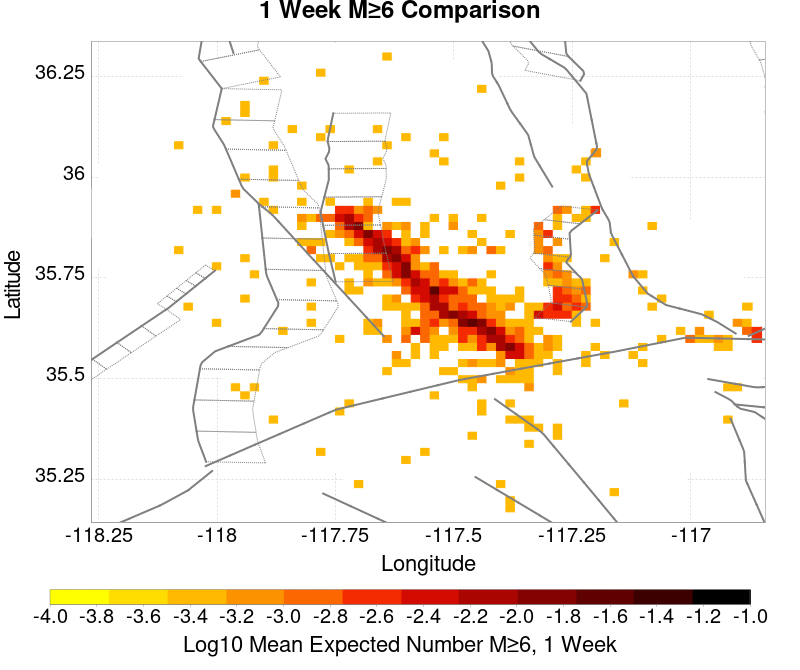 1 Week M≥6 Comparison
36.25
36
35.75
35.5
35.25
Latitude
-118.25 -118 -117.75 -117.5 -117.25 -117
Longitude
-4.0 -3.8 -3.6 -3.4 -3.2 -3.0 -2.8 -2.6 -2.4 -2.2 -2.0 -1.8 -1.6 -1.4 -1.2 -1.0
Log10 Mean Expected Number M≥6, 1 Week